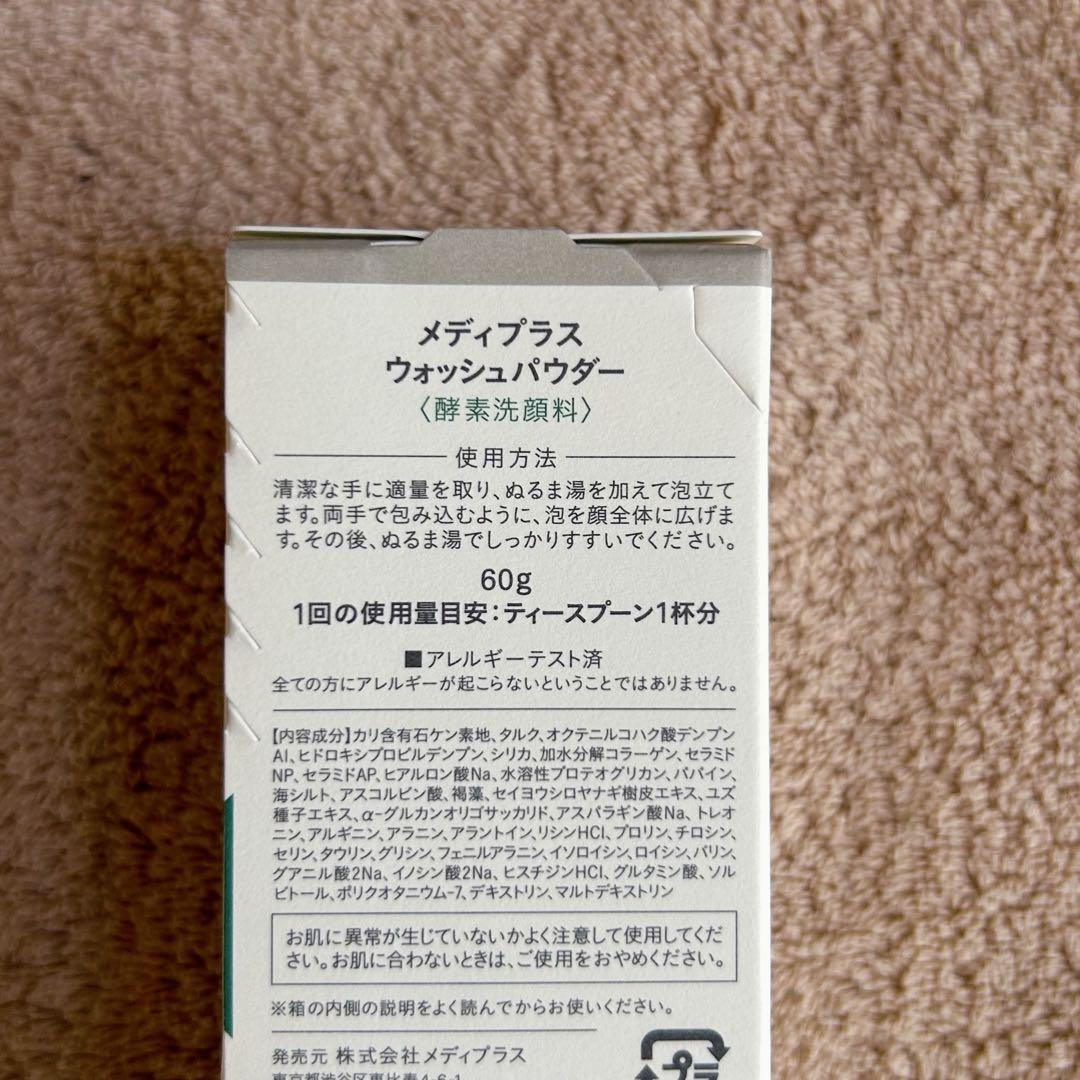 メディプラス
ウォッシュパウダー
〈酵素洗顔料〉
使用方法
清潔な手に適量を取り、ぬるま湯を加えて泡立て
ます。両手で包み込むように、泡を顔全体に広げま
す。その後、ぬるま湯でしっかりすすいでください。
60g
1回の使用量目安：ティースプーン1杯分
■アレルギーテスト済
全ての方にアレルギーが起こらないということではありません。
【内容成分】カリ含有石ケン素地、タルク、オクテニルコハク酸デンプン
Al、ヒドロキシプロピルデンプン、シリカ、加水分解コラーゲン、セラミド
NP、セラミドAP、ヒアルロン酸Na、水溶性プロテオグリカン、パパイン、
海シルト、アスコルビン酸、褐藻、セイヨウシロヤナギ樹皮エキス、ユズ
種子エキス、α-グルカンオリゴサッカリド、アスパラギン酸Na、トレオ
ニン、アルギニン、アラニン、アラントイン、リシンHCl、プロリン、チロシン、
セリン、タウリン、グリシン、フェニルアラニン、イソロイシン、ロイシン、バリン、
グアニル酸2Na、イノシン酸2Na、ヒスチジンHCl、グルタミン酸、ソル
ビトール、ポリクオタニウム-7、デキストリン、マルトデキストリン
お肌に異常が生じていないかよく注意して使用してくだ
さい。お肌に合わないときは、ご使用をおやめください。
※箱の内側の説明をよく読んでからお使いください。
発売元 株式会社メディプラス
東京都渋谷区恵比寿4-6-1
プラ